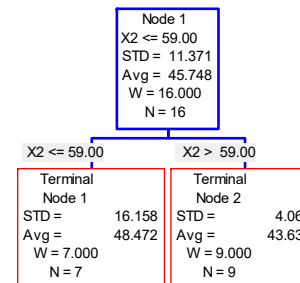 Node 1
X2 <= 59.00
STD = 11.371
Avg = 45.748
W = 16.000
N = 16
X2 <= 59.00
X2 > 59.00
Terminal
Node 1
STD = 16.158
Avg = 48.472
W = 7.000
N = 7
Terminal
Node 2
STD = 4.06
Avg = 43.63
W = 9.000
N = 9